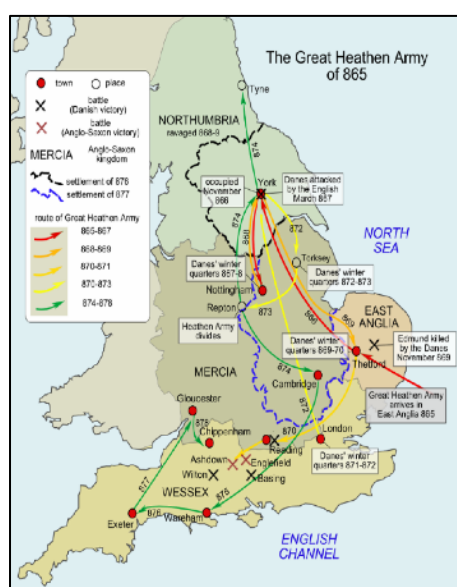 The Great Heathen Army
of 865
town
place
battle
(Danish victory)
battle
(Anglo-Saxon victory)
MERCIA
Anglo-Saxon
kingdom
settlement of 876
settlement of 877
route of Great Heathen Army
865-867
868-869
870-871
870-873
874-878
Tyne
NORTHUMBRIA
ravaged 868-9
874
872
occupied
November
866
York
Danes attacked
by the English
March 867
NORTH
SEA
874
868
Danes' winter
quarters 867-8
Torksey
Danes' winter
quarters 872-873
Nottingham
873
Repton
866
869
EAST
ANGLIA
Heathen Army
divides
Danes' winter
quarters 869-70
Edmund killed
by the Danes
November 869
Thetford
MERCIA
874
Cambridge
872
Great Heathen Army
arrives in
East Anglia 865
Gloucester
878
Chippenham
870
London
Reading
Ashdown
Englefield
Danes' winter
quarters 871-872
Wilton
Basing
877
WESSEX
875
Exeter
876
Wareham
ENGLISH
CHANNEL